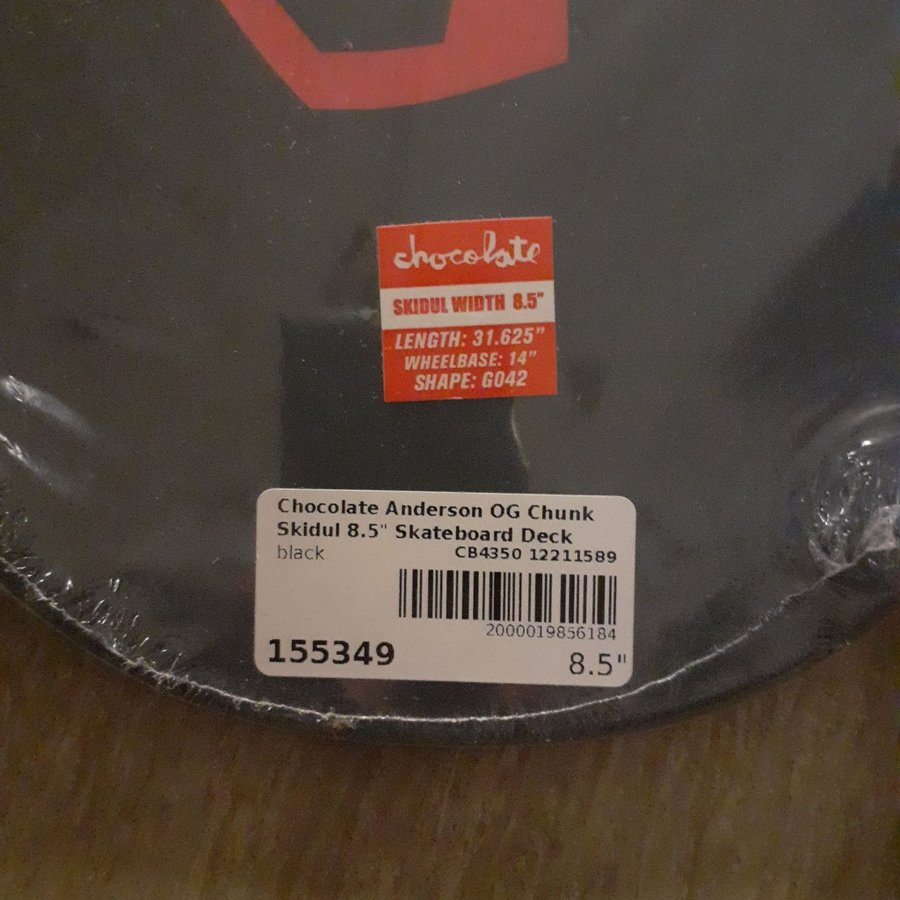 chocolate
SKIDUL WIDTH 8.5"
LENGTH: 31.625"
WHEELBASE: 14"
SHAPE: G042
Chocolate Anderson OG Chunk
Skidul 8.5" Skateboard Deck
black CB4350 12211589
2000019856184
155349 8.5"